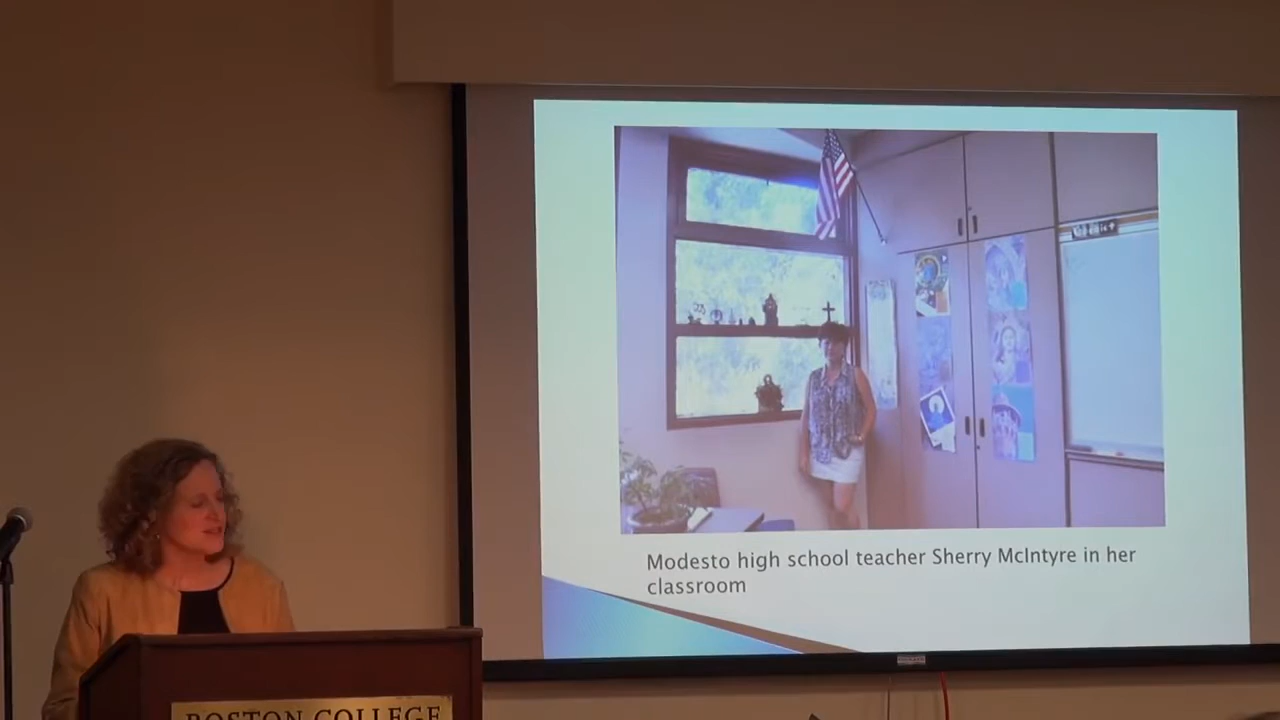 Modesto high school teacher Sherry McIntyre in her
classroom
BOSTON COLLEGE